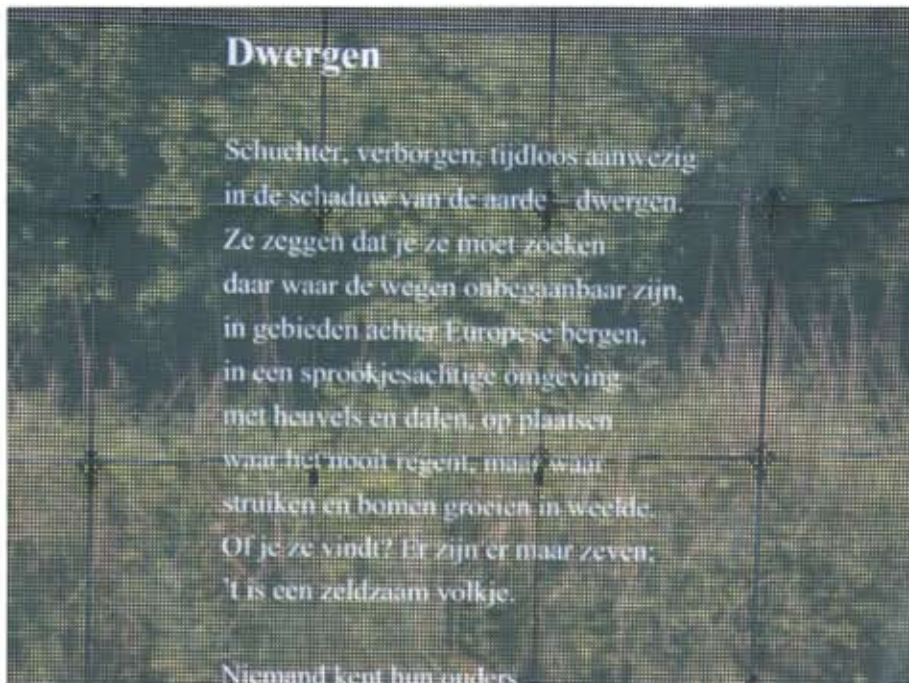 Dwergen
Schuchter, verborgen, tijdloos aanwezig
in de schaduw van de aarde – dwergen.
Ze zeggen dat je ze moet zoeken
daar waar de wegen onbegaanbaar zijn,
in gebieden achter Europese bergen,
in een sprookjesachtige omgeving
met heuvels en dalen, op plaatsen
waar het nooit regent, maar waar
struiken en bomen groeien in weelde.
Of je ze vindt? Er zijn er maar zeven;
't is een zeldzaam volkje.
Niemand kent hun ouders